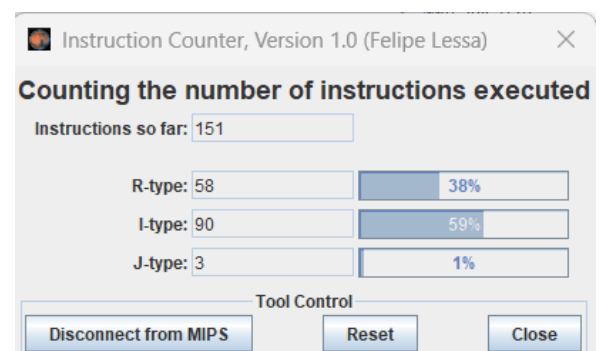 Instruction Counter, Version 1.0 (Felipe Lessa)
Counting the number of instructions executed
Instructions so far: 151
R-type: 58 38%
I-type: 90 59%
J-type: 3 1%
Tool Control
Disconnect from MIPS Reset Close